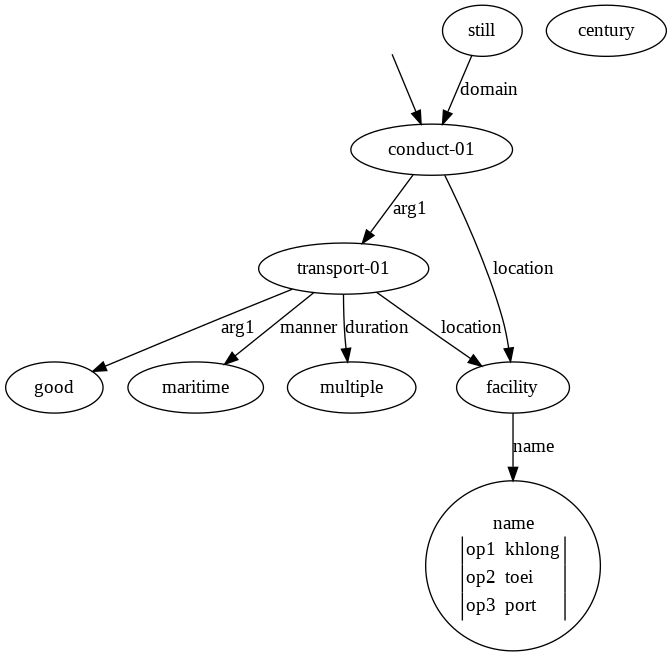 still
century
domain
conduct-01
arg1
location
transport-01
arg1
manner
duration
location
good
maritime
multiple
facility
name
name
op1 khlong
op2 toei
op3 port